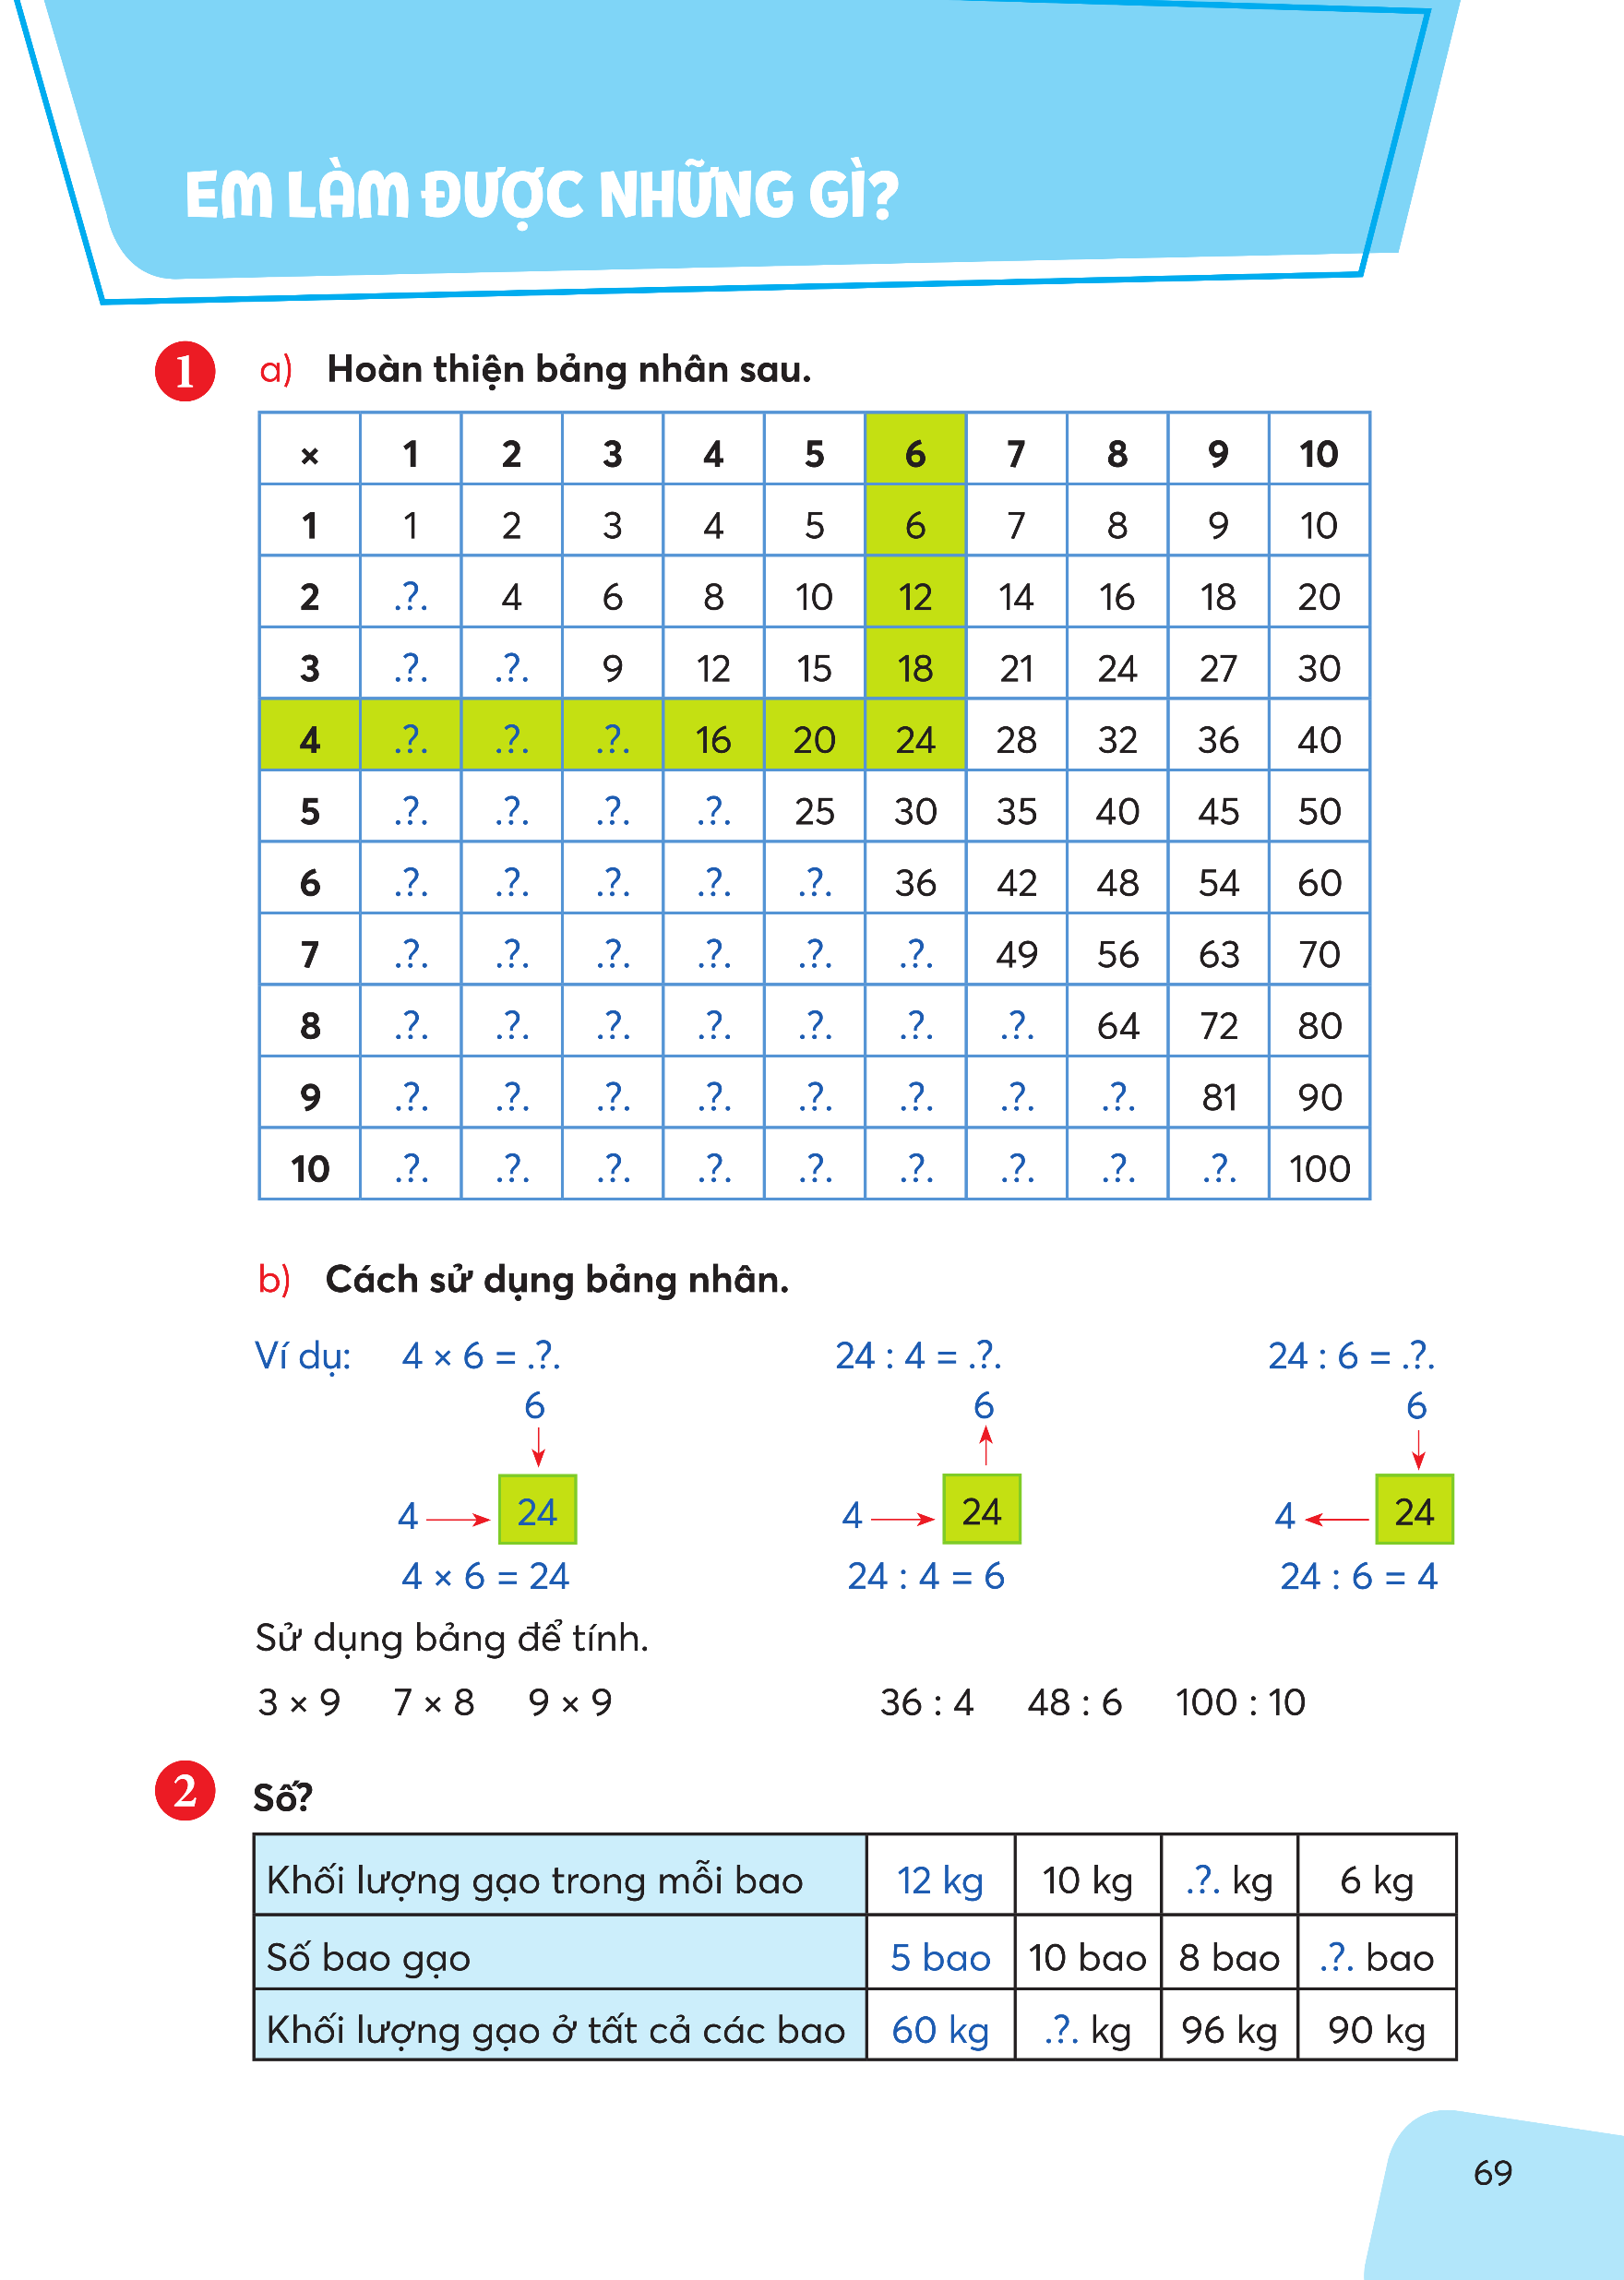 EM LÀM ĐƯỢC NHỮNG GÌ?
1 a) Hoàn thiện bảng nhân sau.
× 1 2 3 4 5 6 7 8 9 10
1 1 2 3 4 5 6 7 8 9 10
2 .?. 4 6 8 10 12 14 16 18 20
3 .?. .?. 9 12 15 18 21 24 27 30
4 .?. .?. .?. 16 20 24 28 32 36 40
5 .?. .?. .?. .?. 25 30 35 40 45 50
6 .?. .?. .?. .?. .?. 36 42 48 54 60
7 .?. .?. .?. .?. .?. .?. 49 56 63 70
8 .?. .?. .?. .?. .?. .?. .?. 64 72 80
9 .?. .?. .?. .?. .?. .?. .?. .?. 81 90
10 .?. .?. .?. .?. .?. .?. .?. .?. .?. 100
b) Cách sử dụng bảng nhân.
Ví dụ: 4 × 6 = .?. 24 : 4 = .?. 24 : 6 = .?.
6 6 6
4 24 4 24 4 24
4 × 6 = 24 24 : 4 = 6 24 : 6 = 4
Sử dụng bảng để tính.
3 × 9 7 × 8 9 × 9 36 : 4 48 : 6 100 : 10
2 Số?
Khối lượng gạo trong mỗi bao 12 kg 10 kg .?. kg 6 kg
Số bao gạo 5 bao 10 bao 8 bao .?. bao
Khối lượng gạo ở tất cả các bao 60 kg .?. kg 96 kg 90 kg
69